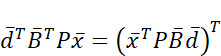 d̄ᵀB̄ᵀPx̄ = (x̄ᵀPB̄d̄)ᵀ